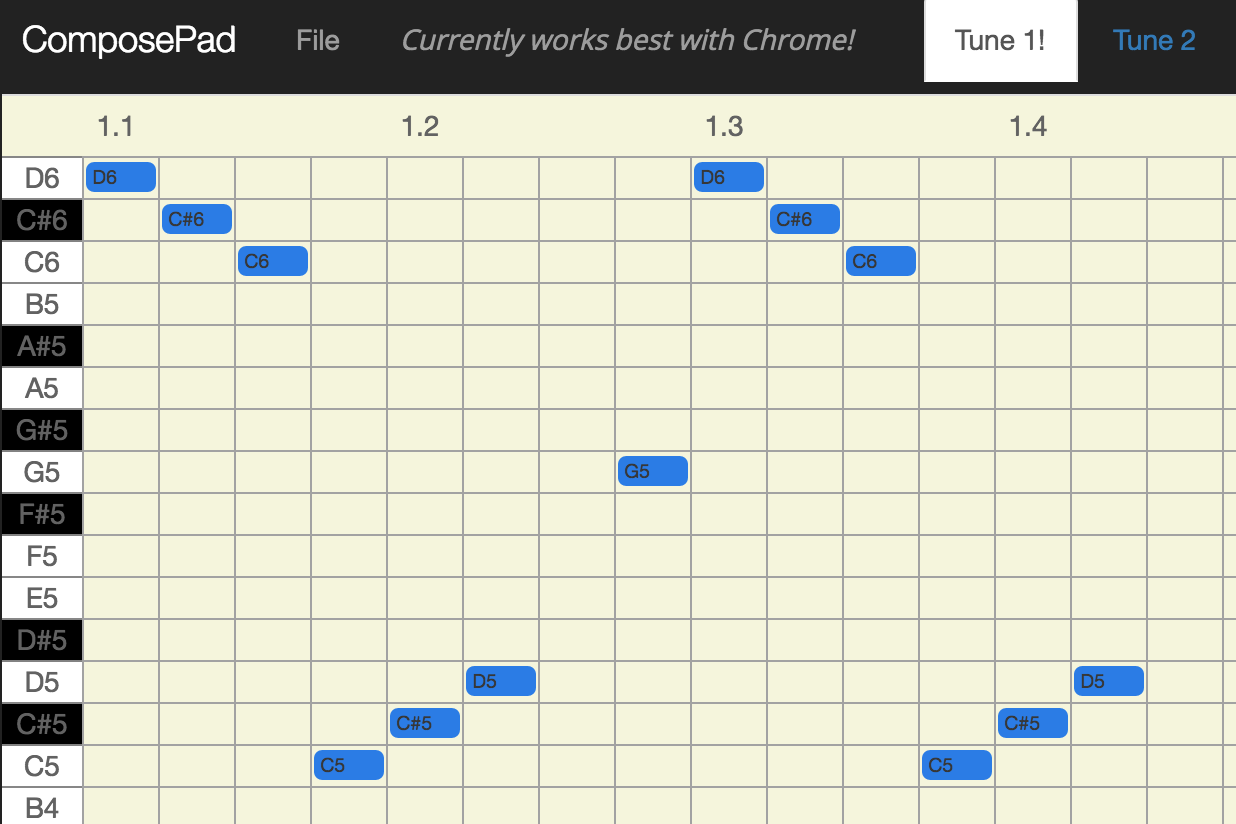 ComposePad File Currently works best with Chrome! Tune 1! Tune 2
1.1 1.2 1.3 1.4
D6 D6 D6
C#6 C#6 C#6
C6 C6 C6
B5
A#5
A5
G#5
G5 G5
F#5
F5
E5
D#5
D5 D5 D5
C#5 C#5 C#5
C5 C5 C5
B4